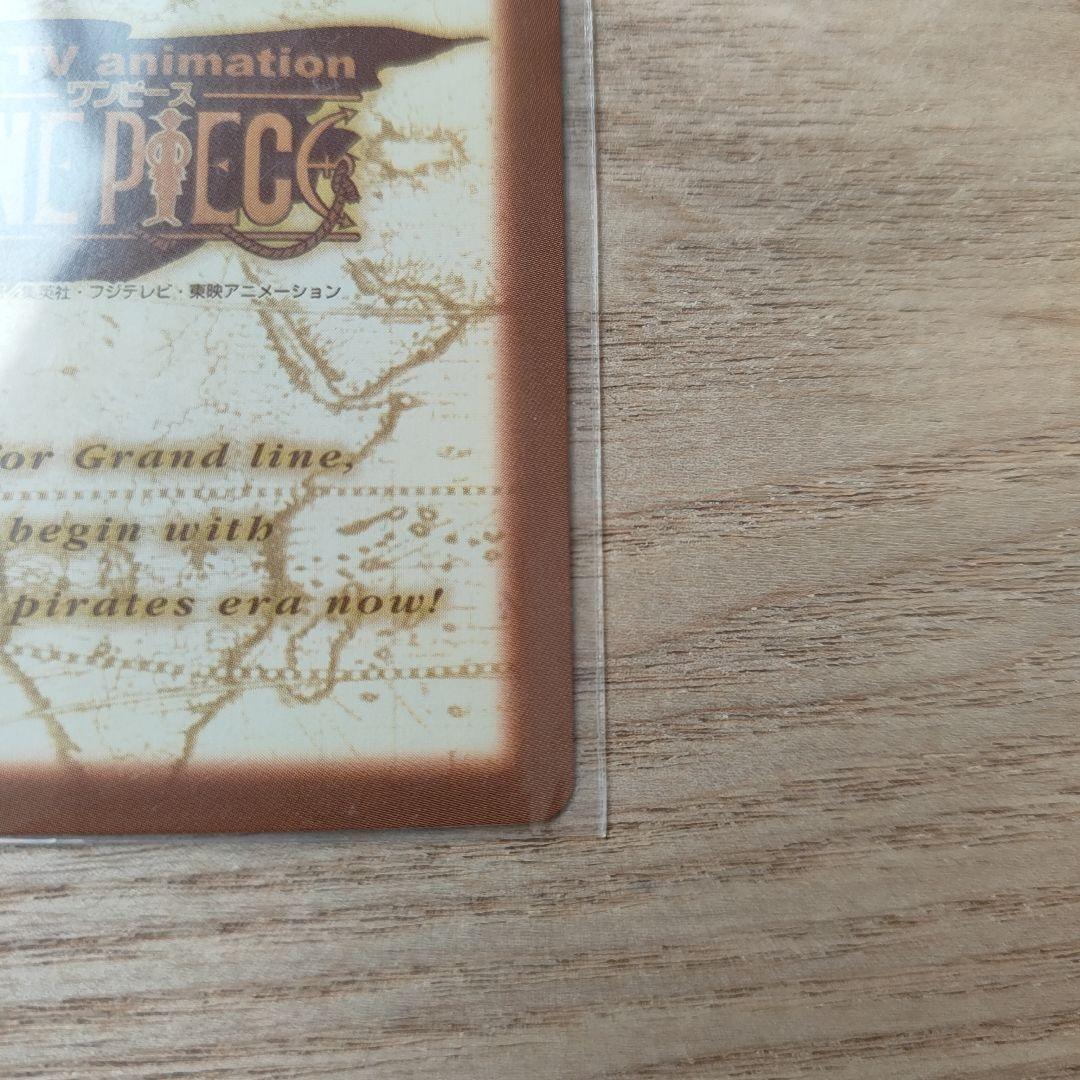 TV animation
ワンピース
NE PIECE
集英社・フジテレビ・東映アニメーション
for Grand line,
begin with
pirates era now!